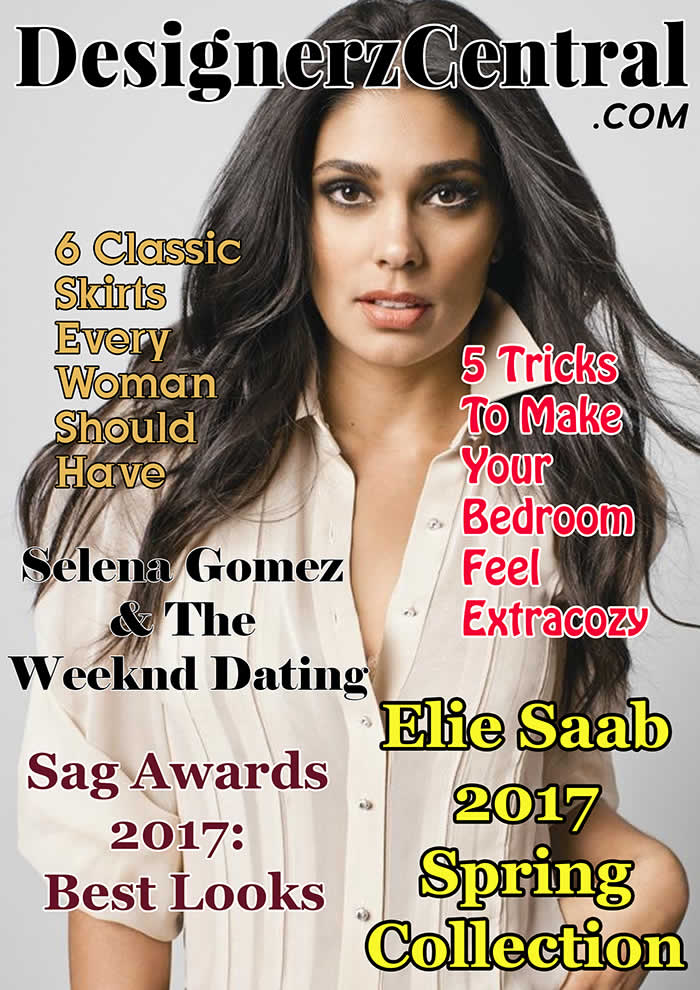 DesignerzCentral
.COM
6 Classic
Skirts
Every
Woman
Should
Have
5 Tricks
To Make
Your
Bedroom
Feel
Extracozy
Selena Gomez
& The
Weeknd Dating
Sag Awards
2017:
Best Looks
Elie Saab
2017
Spring
Collection